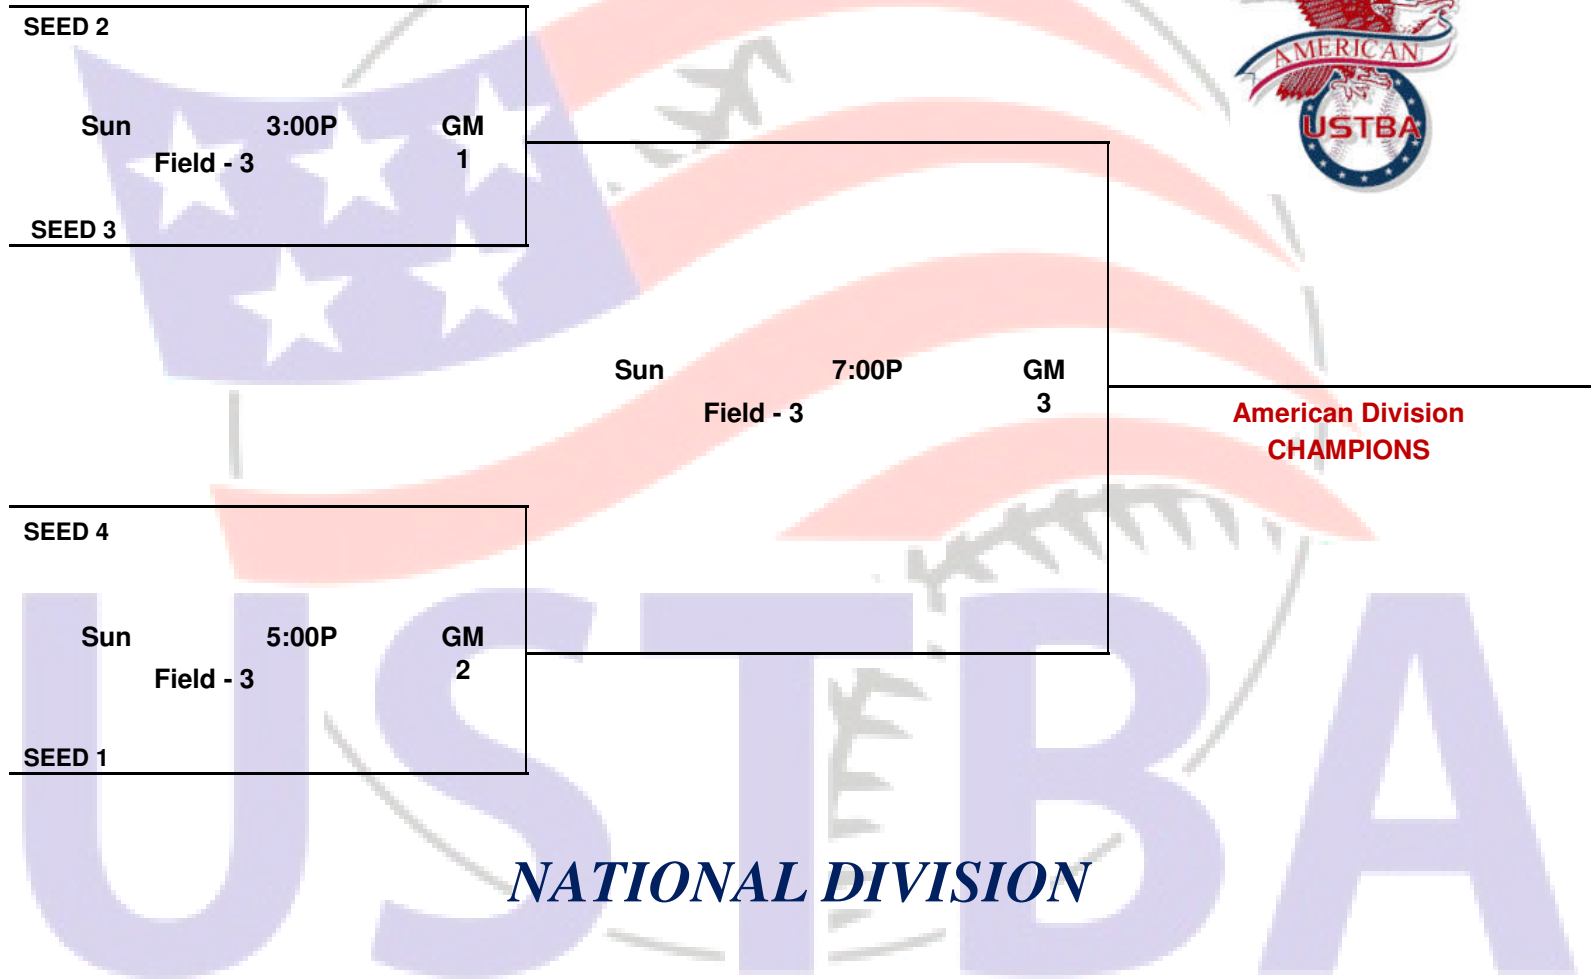 SEED 2
AMERICAN
USTBA
Sun 3:00P GM
Field - 3 1
SEED 3
Sun 7:00P GM
Field - 3 3
American Division
CHAMPIONS
SEED 4
Sun 5:00P GM
Field - 3 2
SEED 1
NATIONAL DIVISION
USTBA